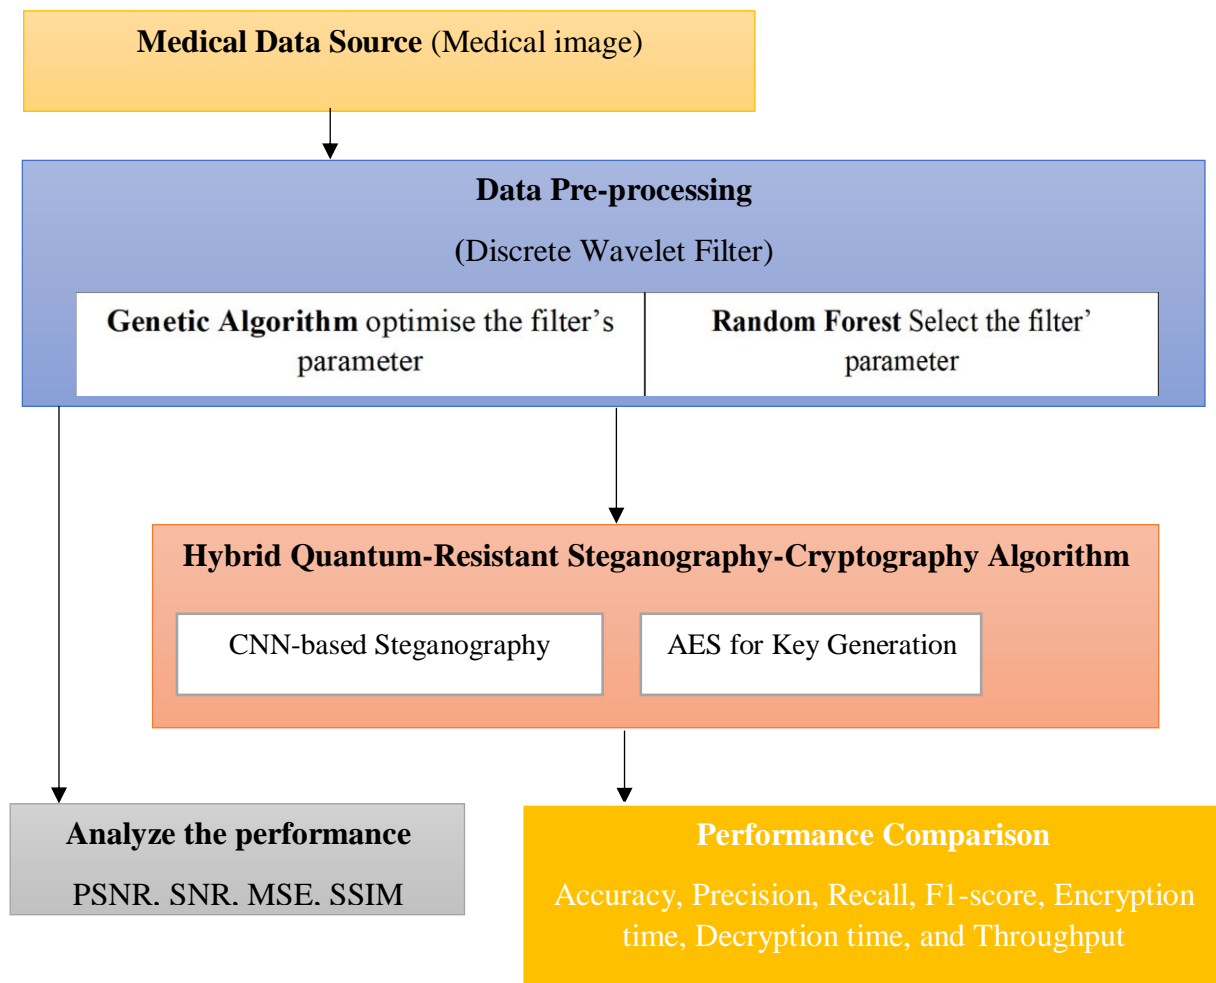 Medical Data Source (Medical image)
Data Pre-processing
(Discrete Wavelet Filter)
Genetic Algorithm optimise the filter's
parameter
Random Forest Select the filter'
parameter
Hybrid Quantum-Resistant Steganography-Cryptography Algorithm
CNN-based Steganography
AES for Key Generation
Analyze the performance
PSNR, SNR, MSE, SSIM
Performance Comparison
Accuracy, Precision, Recall, F1-score, Encryption
time, Decryption time, and Throughput